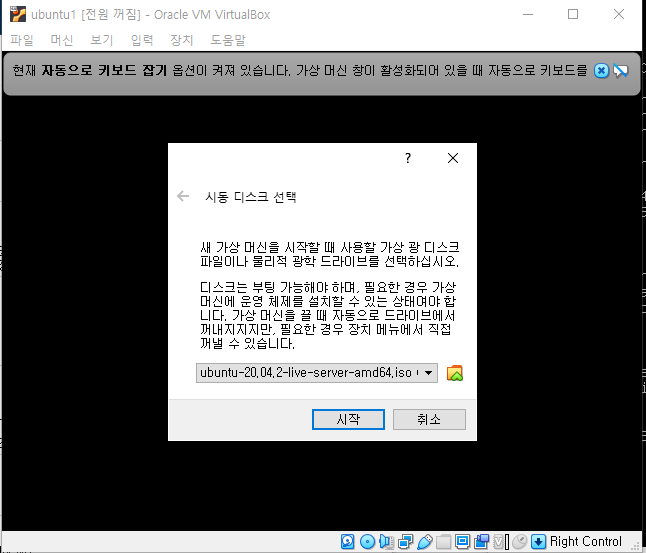 ubuntu1 [전원 꺼짐] - Oracle VM VirtualBox
파일 머신 보기 입력 장치 도움말
현재 자동으로 키보드 잡기 옵션이 켜져 있습니다. 가상 머신 창이 활성화되어 있을 때 자동으로 키보드를
?
시동 디스크 선택
새 가상 머신을 시작할 때 사용할 가상 광 디스크
파일이나 물리적 광학 드라이브를 선택하십시오.
디스크는 부팅 가능해야 하며, 필요한 경우 가상
머신에 운영 체제를 설치할 수 있는 상태여야 합
니다. 가상 머신을 끌 때 자동으로 드라이브에서
꺼내지지지만, 필요한 경우 장치 메뉴에서 직접
꺼낼 수 있습니다.
ubuntu-20.04.2-live-server-amd64.iso (
시작 취소
Right Control